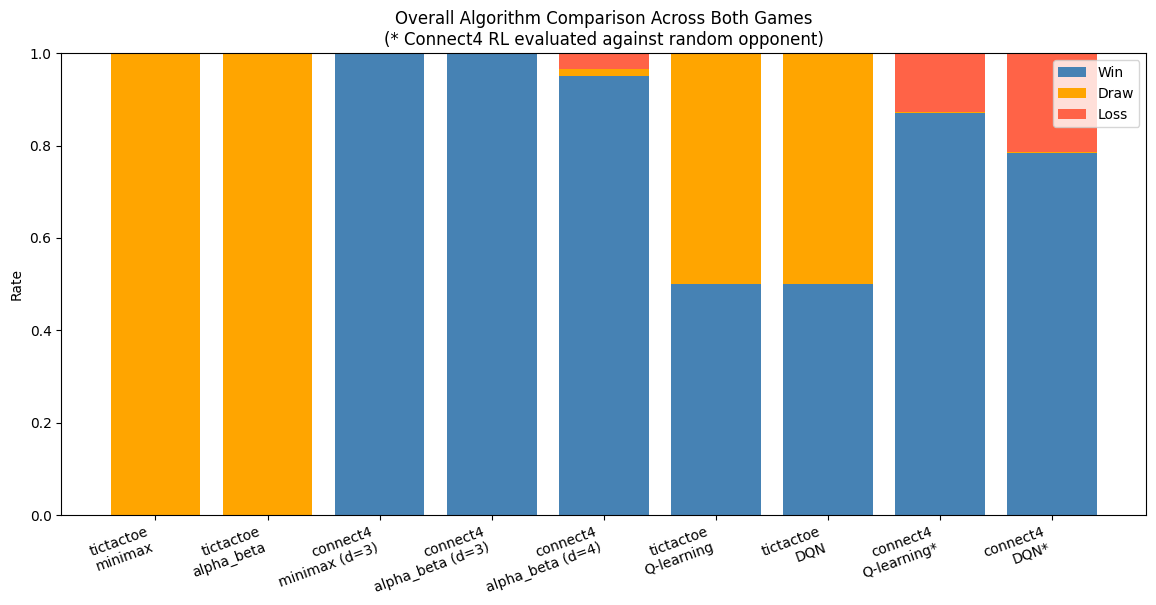 Overall Algorithm Comparison Across Both Games
(* Connect4 RL evaluated against random opponent)
Win
Draw
Loss
Rate
1.0
0.8
0.6
0.4
0.2
0.0
tictactoe
minimax
tictactoe
alpha_beta
connect4
minimax (d=3)
connect4
alpha_beta (d=3)
connect4
alpha_beta (d=4)
tictactoe
Q-learning
tictactoe
DQN
connect4
Q-learning*
connect4
DQN*